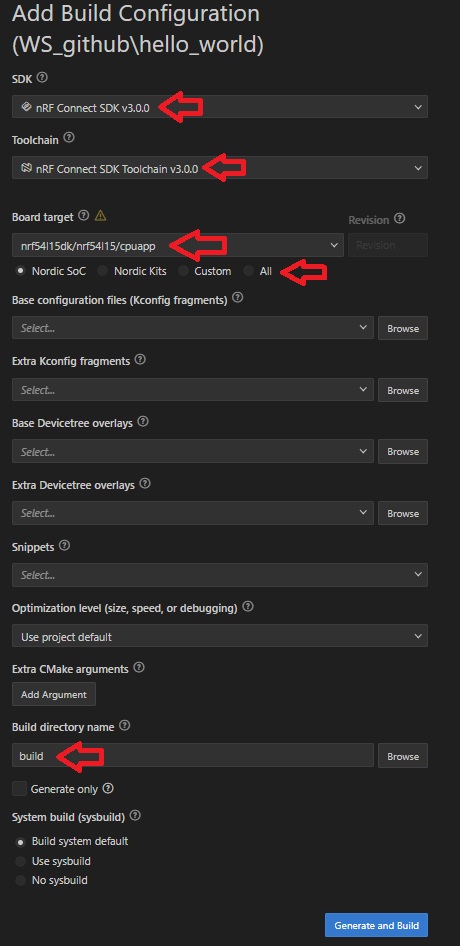 Add Build Configuration
(WS_github\hello_world)
SDK
nRF Connect SDK v3.0.0
Toolchain
nRF Connect SDK Toolchain v3.0.0
Board target
Revision
nrf54l15dk/nrf54l15/cpuapp
Revision
Nordic SoC Nordic Kits Custom All
Base configuration files (Kconfig fragments)
Select...
Browse
Extra Kconfig fragments
Select...
Browse
Base Devicetree overlays
Select...
Browse
Extra Devicetree overlays
Select...
Browse
Snippets
Select...
Optimization level (size, speed, or debugging)
Use project default
Extra CMake arguments
Add Argument
Build directory name
build
Browse
Generate only
System build (sysbuild)
Build system default
Use sysbuild
No sysbuild
Generate and Build